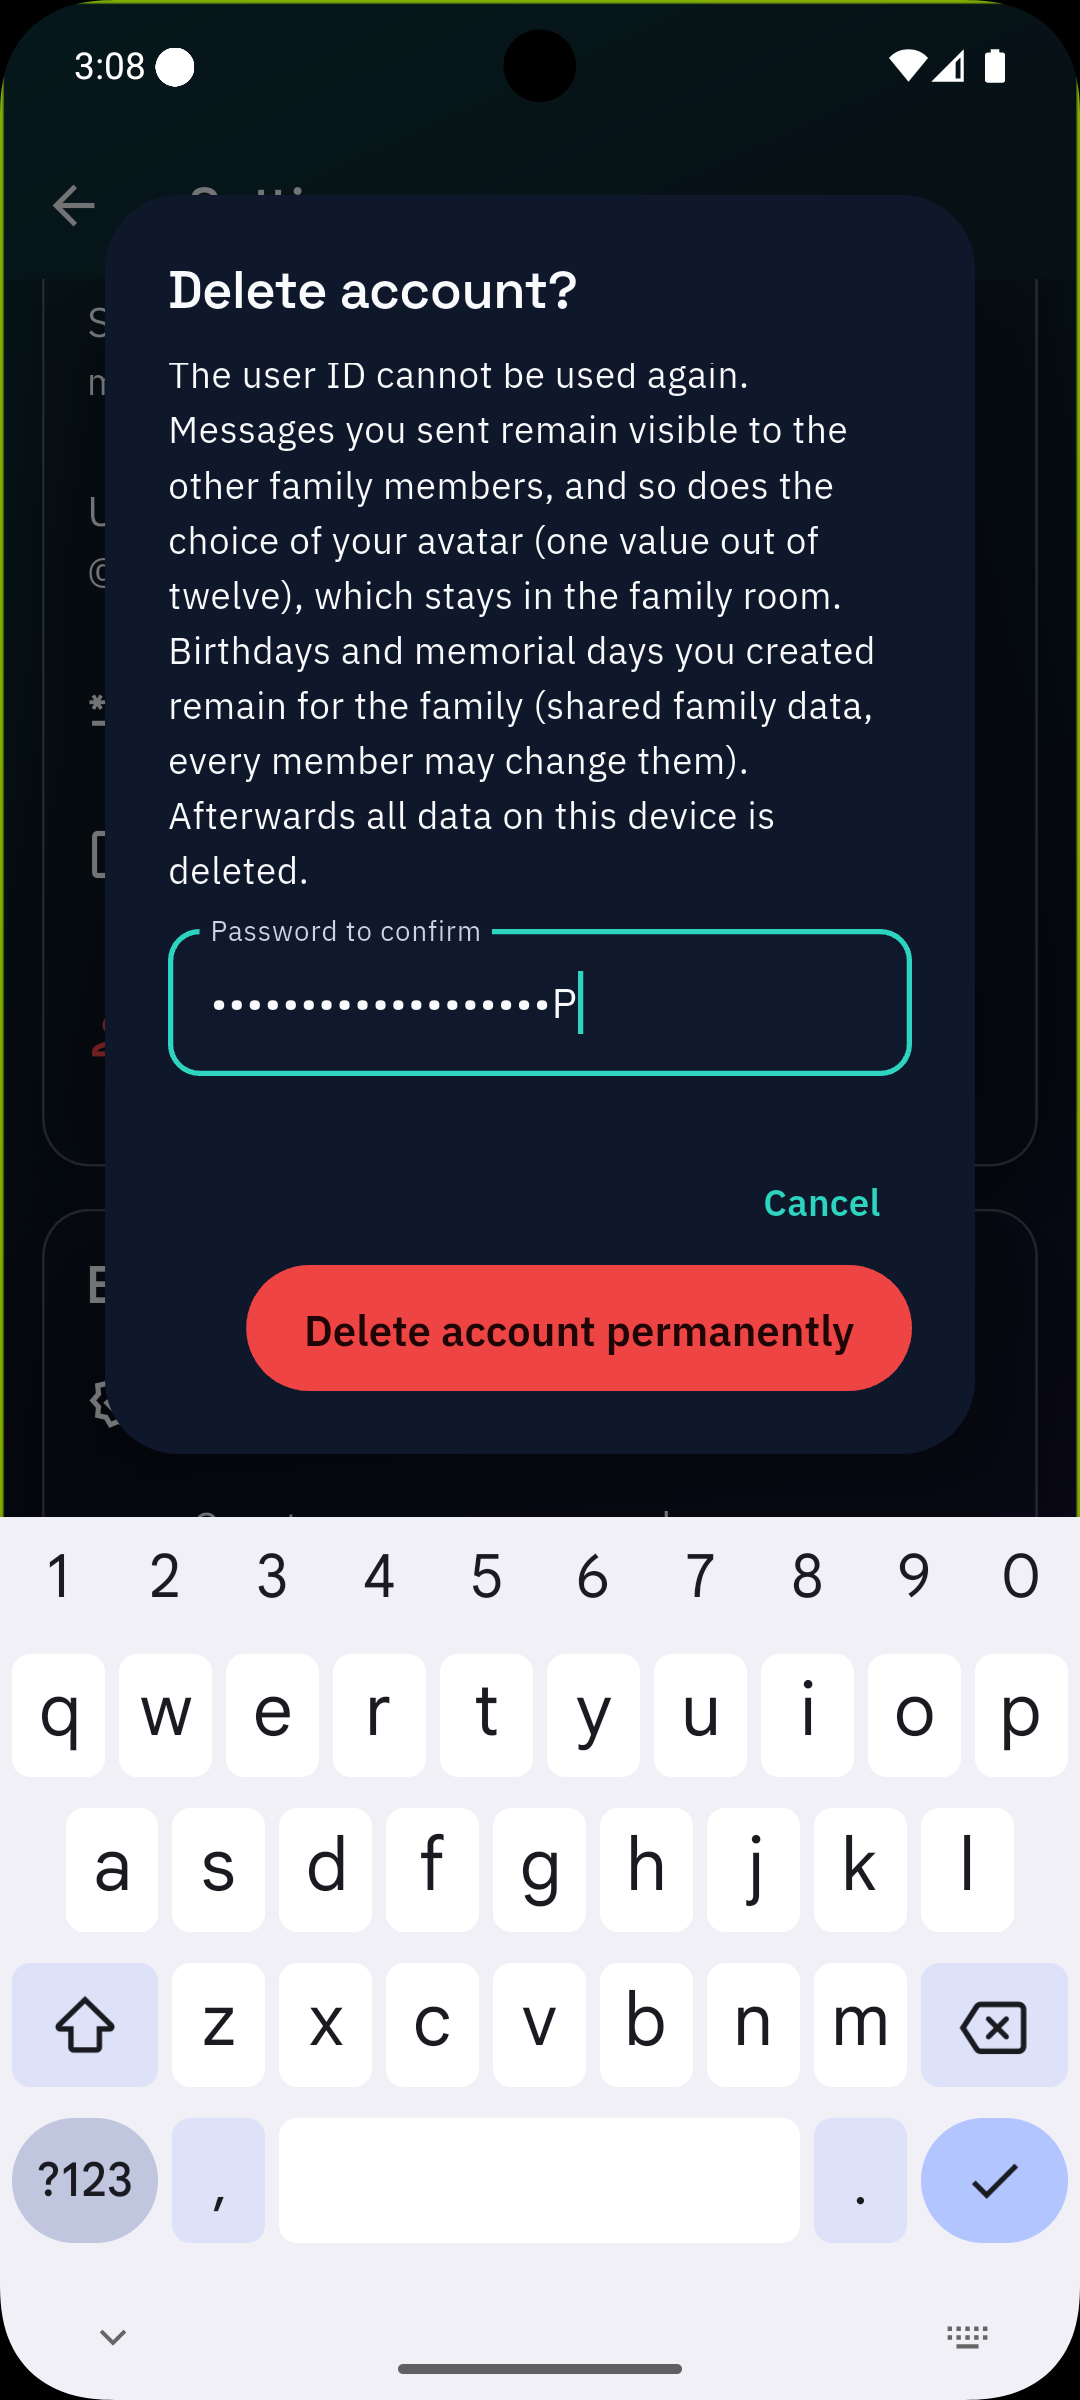 3:08
Delete account?
The user ID cannot be used again.
Messages you sent remain visible to the
other family members, and so does the
choice of your avatar (one value out of
twelve), which stays in the family room.
Birthdays and memorial days you created
remain for the family (shared family data,
every member may change them).
Afterwards all data on this device is
deleted.
Password to confirm
•••••••••••••••••••P
Cancel
Delete account permanently
1 2 3 4 5 6 7 8 9 0
q w e r t y u i o p
a s d f g h j k l
z x c v b n m
?123 , .